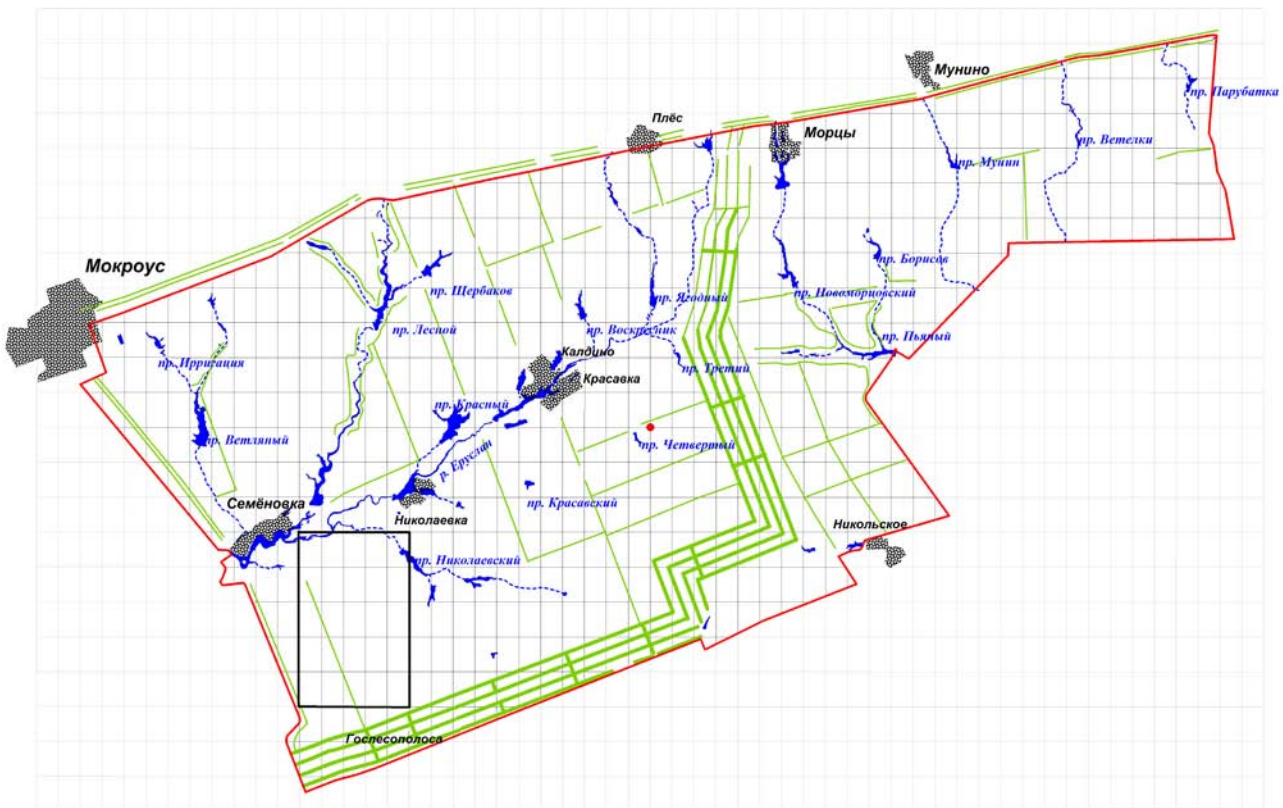 Мунино
пр. Парубатка
Плёс
Морцы
пр. Ветелки
пр. Мунин
Мокроус
пр. Борисов
пр. Щербаков
пр. Ягодный
пр. Новоморцовский
пр. Лесной
пр. Воскресник
пр. Пьяный
Калдино
пр. Ирригация
пр. Третий
Красавка
пр. Красный
пр. Ветляный
пр. Четвертый
р. Еруслан
Семёновка
пр. Красавский
Николаевка
Никольское
пр. Николаевский
Гослесополоса